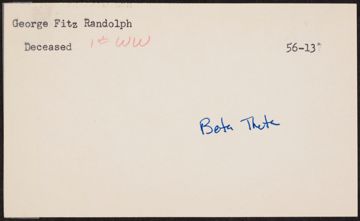 George Fitz Randolph
Deceased 1st WW 56-13*
Beta Theta